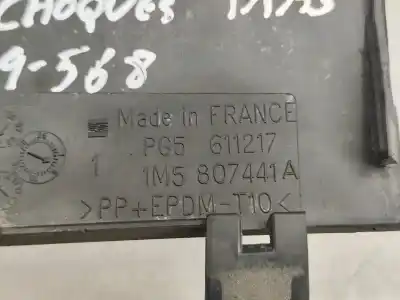 CHOQUES
9-568
Made in FRANCE
PG5 611217
1
1M5 807441A
>PP+EPDM-T10<